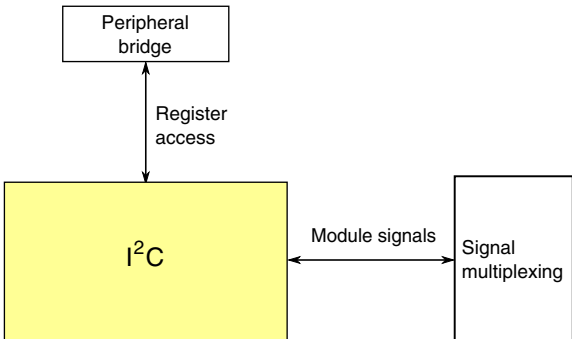 Peripheral
bridge
Register
access
I²C
Module signals
Signal
multiplexing